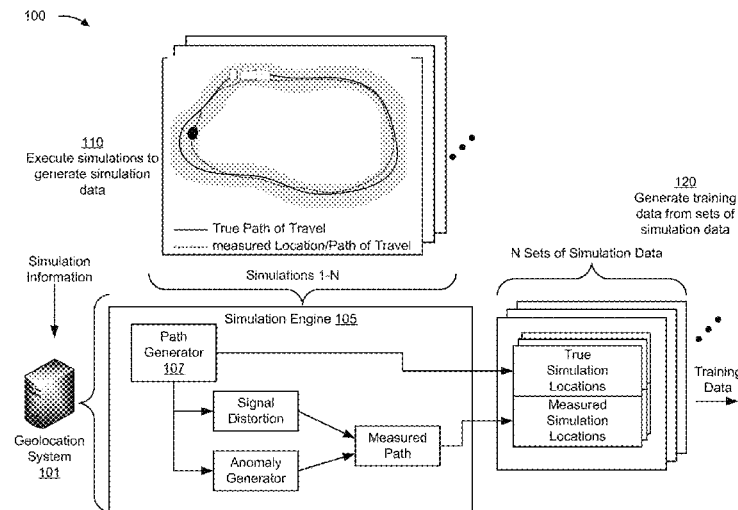 100
110
Execute simulations to
generate simulation
data
True Path of Travel
measured Location/Path of Travel
120
Generate training
data from sets of
simulation data
Simulation
Information
Simulations 1-N
N Sets of Simulation Data
Simulation Engine 105
Path
Generator
107
Signal
Distortion
Anomaly
Generator
Measured
Path
True
Simulation
Locations
Measured
Simulation
Locations
Training
Data
Geolocation
System
101